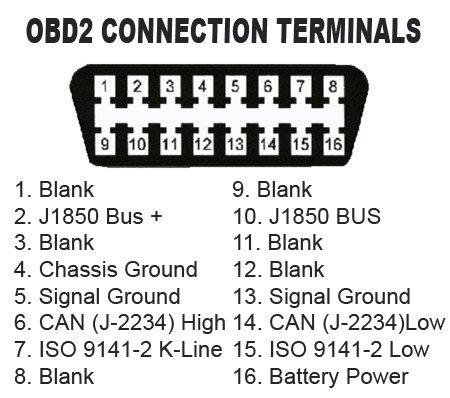 OBD2 CONNECTION TERMINALS
1 2 3 4 5 6 7 8
9 10 11 12 13 14 15 16
1. Blank
2. J1850 Bus +
3. Blank
4. Chassis Ground
5. Signal Ground
6. CAN (J-2234) High
7. ISO 9141-2 K-Line
8. Blank
9. Blank
10. J1850 BUS
11. Blank
12. Blank
13. Signal Ground
14. CAN (J-2234)Low
15. ISO 9141-2 Low
16. Battery Power